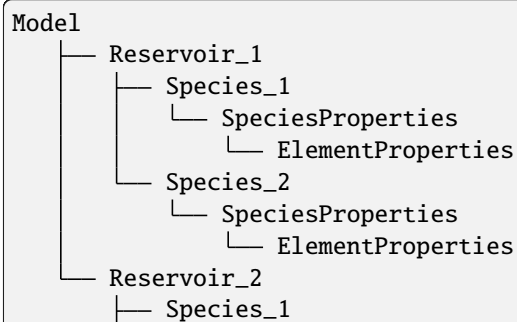 Model
├── Reservoir_1
│   ├── Species_1
│   │   └── SpeciesProperties
│   │       └── ElementProperties
│   └── Species_2
│       └── SpeciesProperties
│           └── ElementProperties
└── Reservoir_2
    ├── Species_1